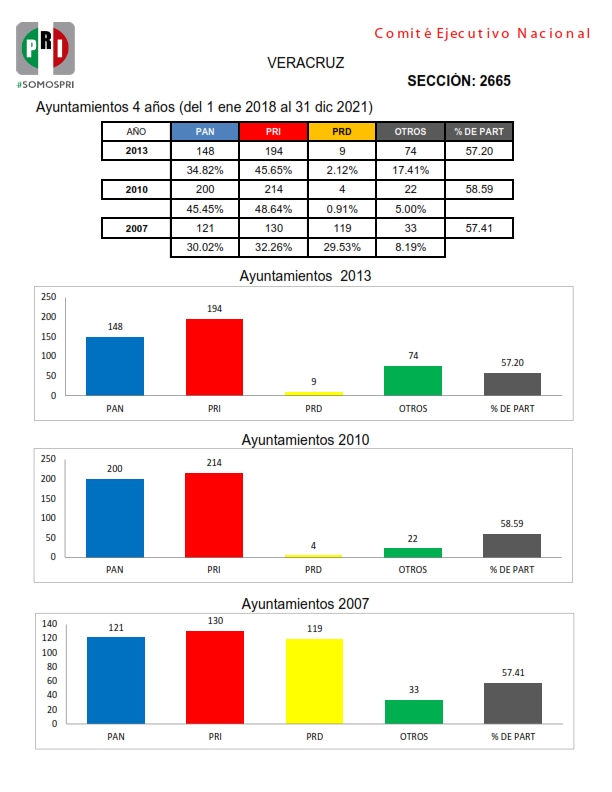 Comité Ejecutivo Nacional
PRI
#SOMOSPRI
VERACRUZ
SECCIÓN: 2665
Ayuntamientos 4 años (del 1 ene 2018 al 31 dic 2021)
AÑO PAN PRI PRD OTROS % DE PART
2013 148 194 9 74 57.20
34.82% 45.65% 2.12% 17.41%
2010 200 214 4 22 58.59
45.45% 48.64% 0.91% 5.00%
2007 121 130 119 33 57.41
30.02% 32.26% 29.53% 8.19%
Ayuntamientos 2013
250
200
150
100
50
0
148 194 9 74 57.20
PAN PRI PRD OTROS % DE PART
Ayuntamientos 2010
250
200
150
100
50
0
200 214 4 22 58.59
PAN PRI PRD OTROS % DE PART
Ayuntamientos 2007
140
120
100
80
60
40
20
0
121 130 119 33 57.41
PAN PRI PRD OTROS % DE PART